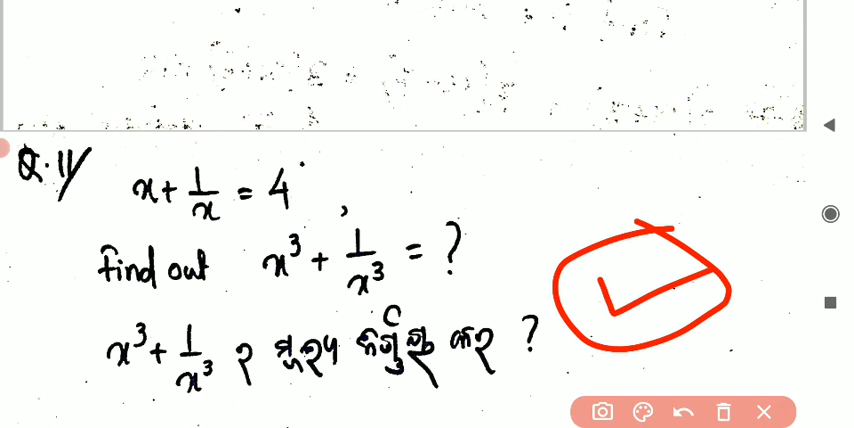 Q.11/ x + 1/x = 4,
find out x³ + 1/x³ = ?
x³ + 1/x³ ର ମୂଲ୍ୟ ନିର୍ଣ୍ଣୟ କର ?